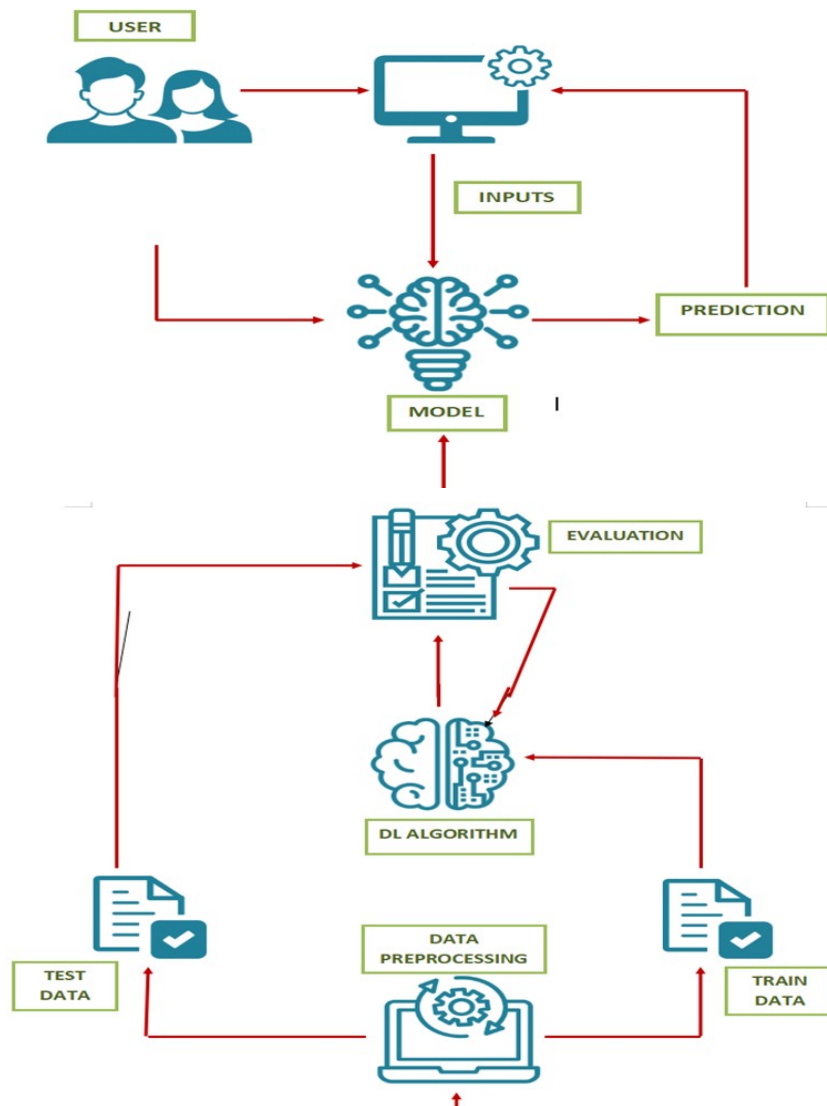 USER
INPUTS
PREDICTION
MODEL
EVALUATION
DL ALGORITHM
DATA
PREPROCESSING
TEST
DATA
TRAIN
DATA